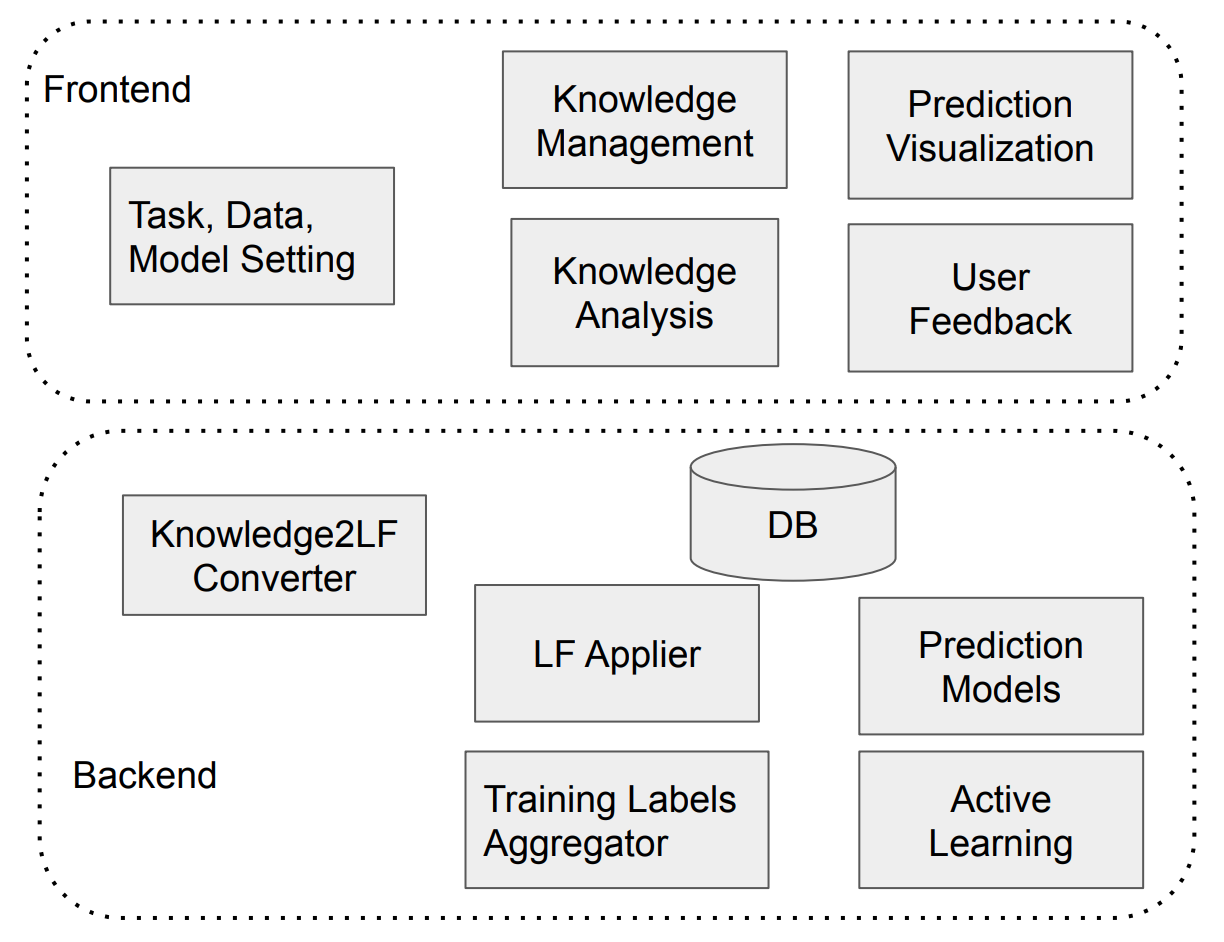 Frontend
Task, Data,
Model Setting
Knowledge
Management
Knowledge
Analysis
Prediction
Visualization
User
Feedback
Backend
Knowledge2LF
Converter
DB
LF Applier
Training Labels
Aggregator
Prediction
Models
Active
Learning